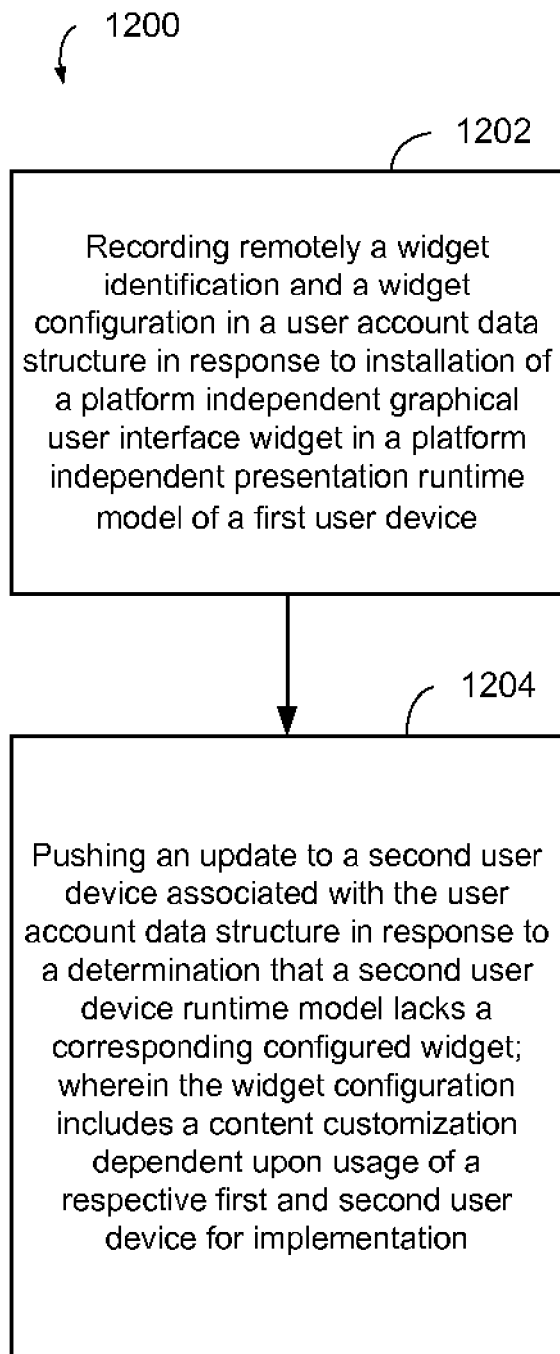 1200
1202
Recording remotely a widget
identification and a widget
configuration in a user account data
structure in response to installation of
a platform independent graphical
user interface widget in a platform
independent presentation runtime
model of a first user device
1204
Pushing an update to a second user
device associated with the user
account data structure in response to
a determination that a second user
device runtime model lacks a
corresponding configured widget;
wherein the widget configuration
includes a content customization
dependent upon usage of a
respective first and second user
device for implementation